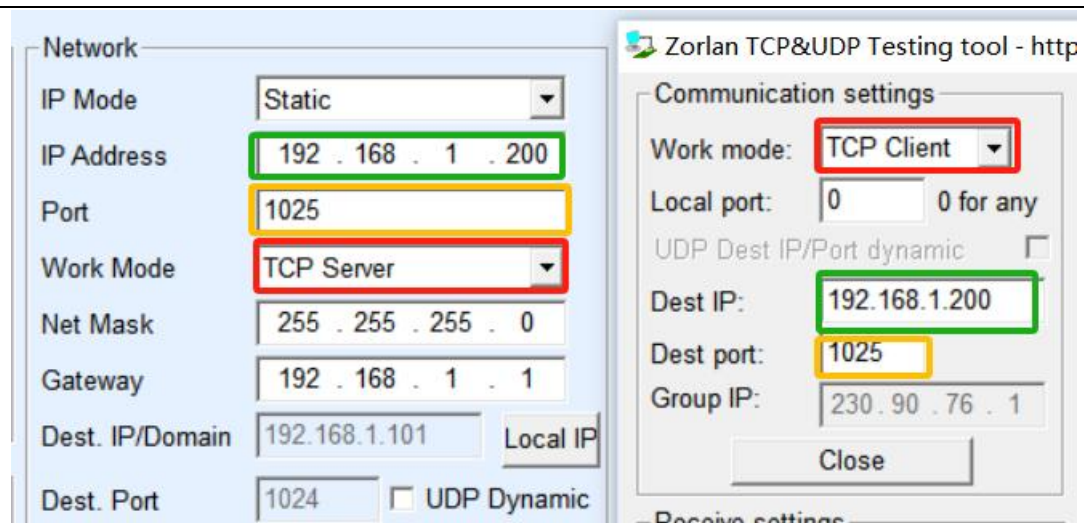 Network
IP Mode Static
IP Address 192 . 168 . 1 . 200
Port 1025
Work Mode TCP Server
Net Mask 255 . 255 . 255 . 0
Gateway 192 . 168 . 1 . 1
Dest. IP/Domain 192.168.1.101 Local IP
Dest. Port 1024 UDP Dynamic
Zorlan TCP&UDP Testing tool - http
Communication settings
Work mode: TCP Client
Local port: 0 0 for any
UDP Dest IP/Port dynamic
Dest IP: 192.168.1.200
Dest port: 1025
Group IP: 230 . 90 . 76 . 1
Close
Receive settings